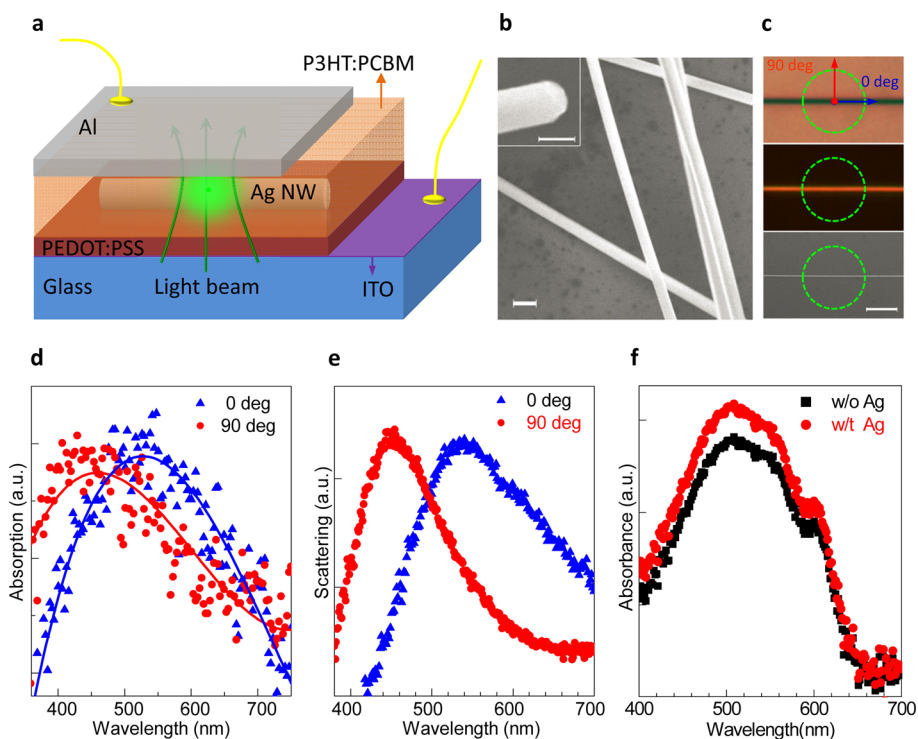 a
P3HT:PCBM
Al
Ag NW
PEDOT:PSS
Glass
Light beam
ITO
b
c
90 deg
0 deg
d
0 deg
90 deg
Absorption (a.u.)
400 500 600 700
Wavelength (nm)
e
0 deg
90 deg
Scattering (a.u.)
400 500 600 700
Wavelength (nm)
f
w/o Ag
w/t Ag
Absorbance (a.u.)
400 500 600 700
Wavelength(nm)